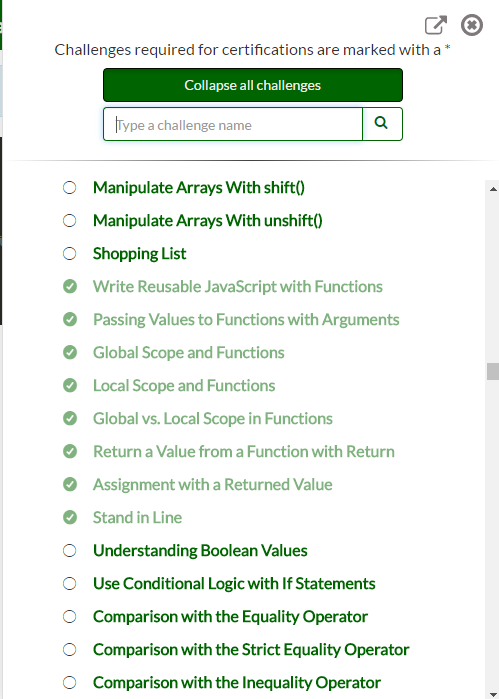 Challenges required for certifications are marked with a *
Collapse all challenges
Type a challenge name
Manipulate Arrays With shift()
Manipulate Arrays With unshift()
Shopping List
Write Reusable JavaScript with Functions
Passing Values to Functions with Arguments
Global Scope and Functions
Local Scope and Functions
Global vs. Local Scope in Functions
Return a Value from a Function with Return
Assignment with a Returned Value
Stand in Line
Understanding Boolean Values
Use Conditional Logic with If Statements
Comparison with the Equality Operator
Comparison with the Strict Equality Operator
Comparison with the Inequality Operator